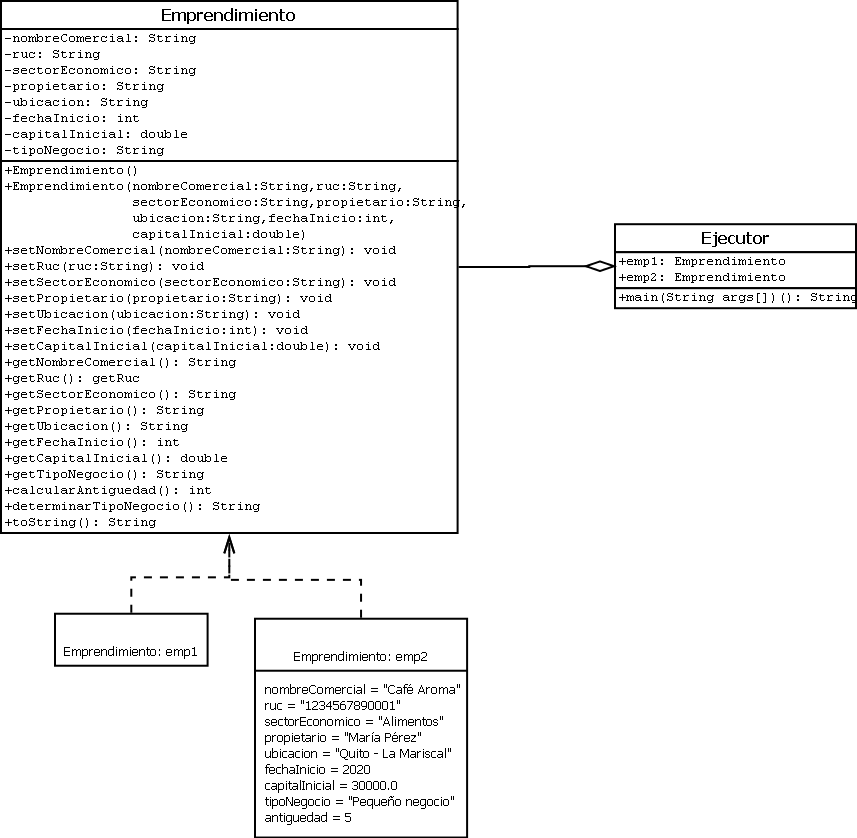 Emprendimiento
-nombreComercial: String
-ruc: String
-sectorEconomico: String
-propietario: String
-ubicacion: String
-fechaInicio: int
-capitalInicial: double
-tipoNegocio: String
+Emprendimiento()
+Emprendimiento(nombreComercial:String,ruc:String,
sectorEconomico:String,propietario:String,
ubicacion:String,fechaInicio:int,
capitalInicial:double)
+setNombreComercial(nombreComercial:String): void
+setRuc(ruc:String): void
+setSectorEconomico(sectorEconomico:String): void
+setPropietario(propietario:String): void
+setUbicacion(ubicacion:String): void
+setFechaInicio(fechaInicio:int): void
+setCapitalInicial(capitalInicial:double): void
+getNombreComercial(): String
+getRuc(): getRuc
+getSectorEconomico(): String
+getPropietario(): String
+getUbicacion(): String
+getFechaInicio(): int
+getCapitalInicial(): double
+getTipoNegocio(): String
+calcularAntiguedad(): int
+determinarTipoNegocio(): String
+toString(): String
Ejecutor
+emp1: Emprendimiento
+emp2: Emprendimiento
+main(String args[])(): String
Emprendimiento: emp1
Emprendimiento: emp2
nombreComercial = "Café Aroma"
ruc = "1234567890001"
sectorEconomico = "Alimentos"
propietario = "María Pérez"
ubicacion = "Quito - La Mariscal"
fechaInicio = 2020
capitalInicial = 30000.0
tipoNegocio = "Pequeño negocio"
antiguedad = 5